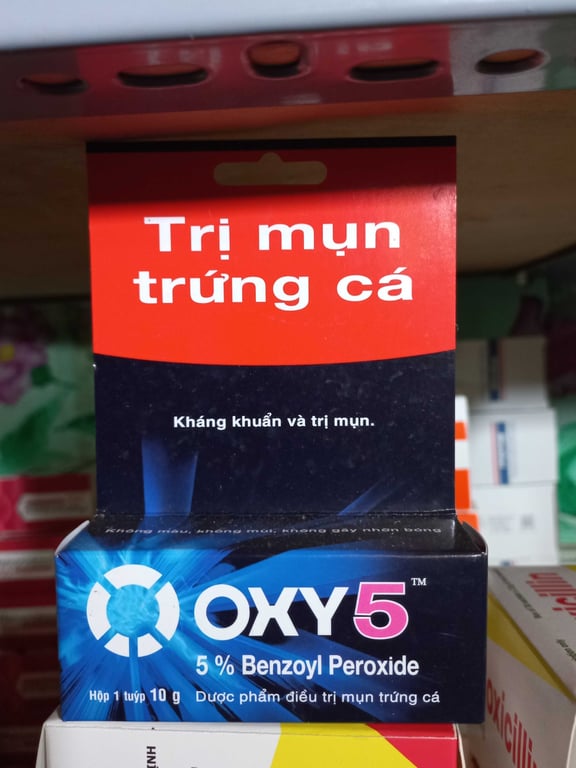 Trị mụn
trứng cá
Kháng khuẩn và trị mụn.
Không màu, không mùi, không gây nhờn bóng
OXY5™
5 % Benzoyl Peroxide
Hộp 1 tuýp 10 g Dược phẩm điều trị mụn trứng cá